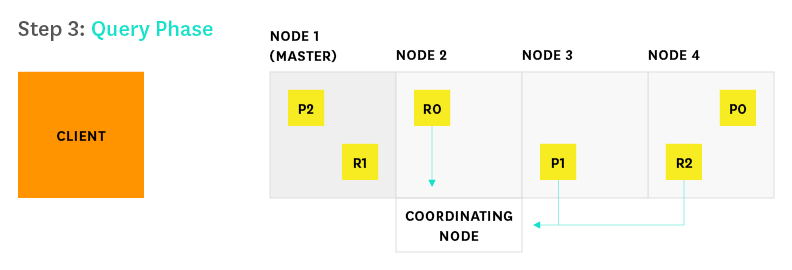 Step 3: Query Phase
NODE 1
(MASTER)
NODE 2
NODE 3
NODE 4
CLIENT
P2
R1
R0
P1
P0
R2
COORDINATING
NODE